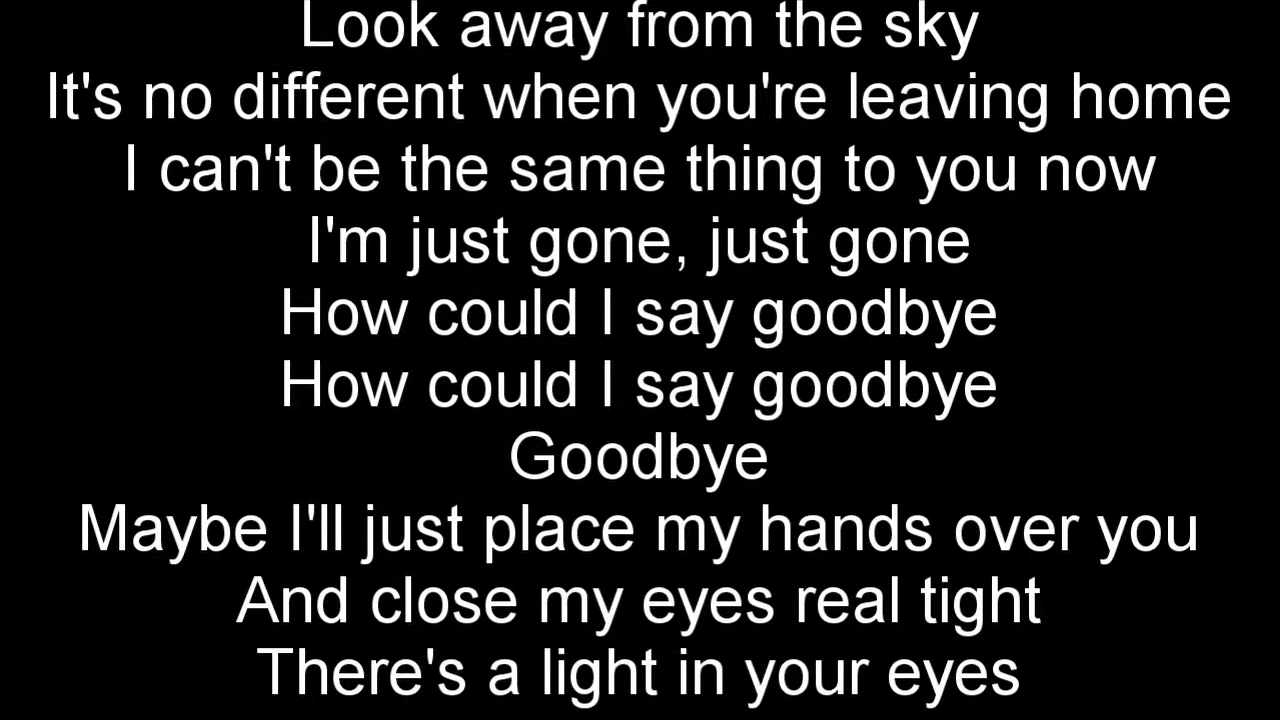 Look away from the sky
It's no different when you're leaving home
I can't be the same thing to you now
I'm just gone, just gone
How could I say goodbye
How could I say goodbye
Goodbye
Maybe I'll just place my hands over you
And close my eyes real tight
There's a light in your eyes